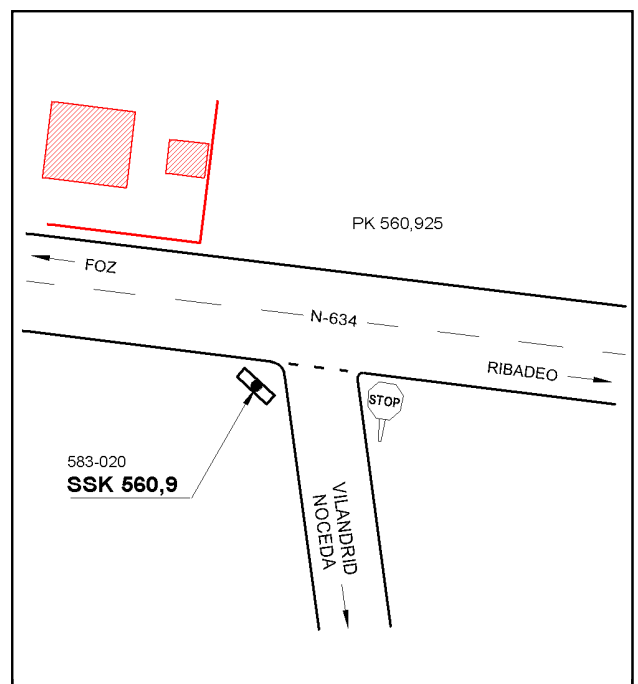 PK 560,925
FOZ
N-634
RIBADEO
STOP
583-020
SSK 560,9
VILANDRID
NOCEDA